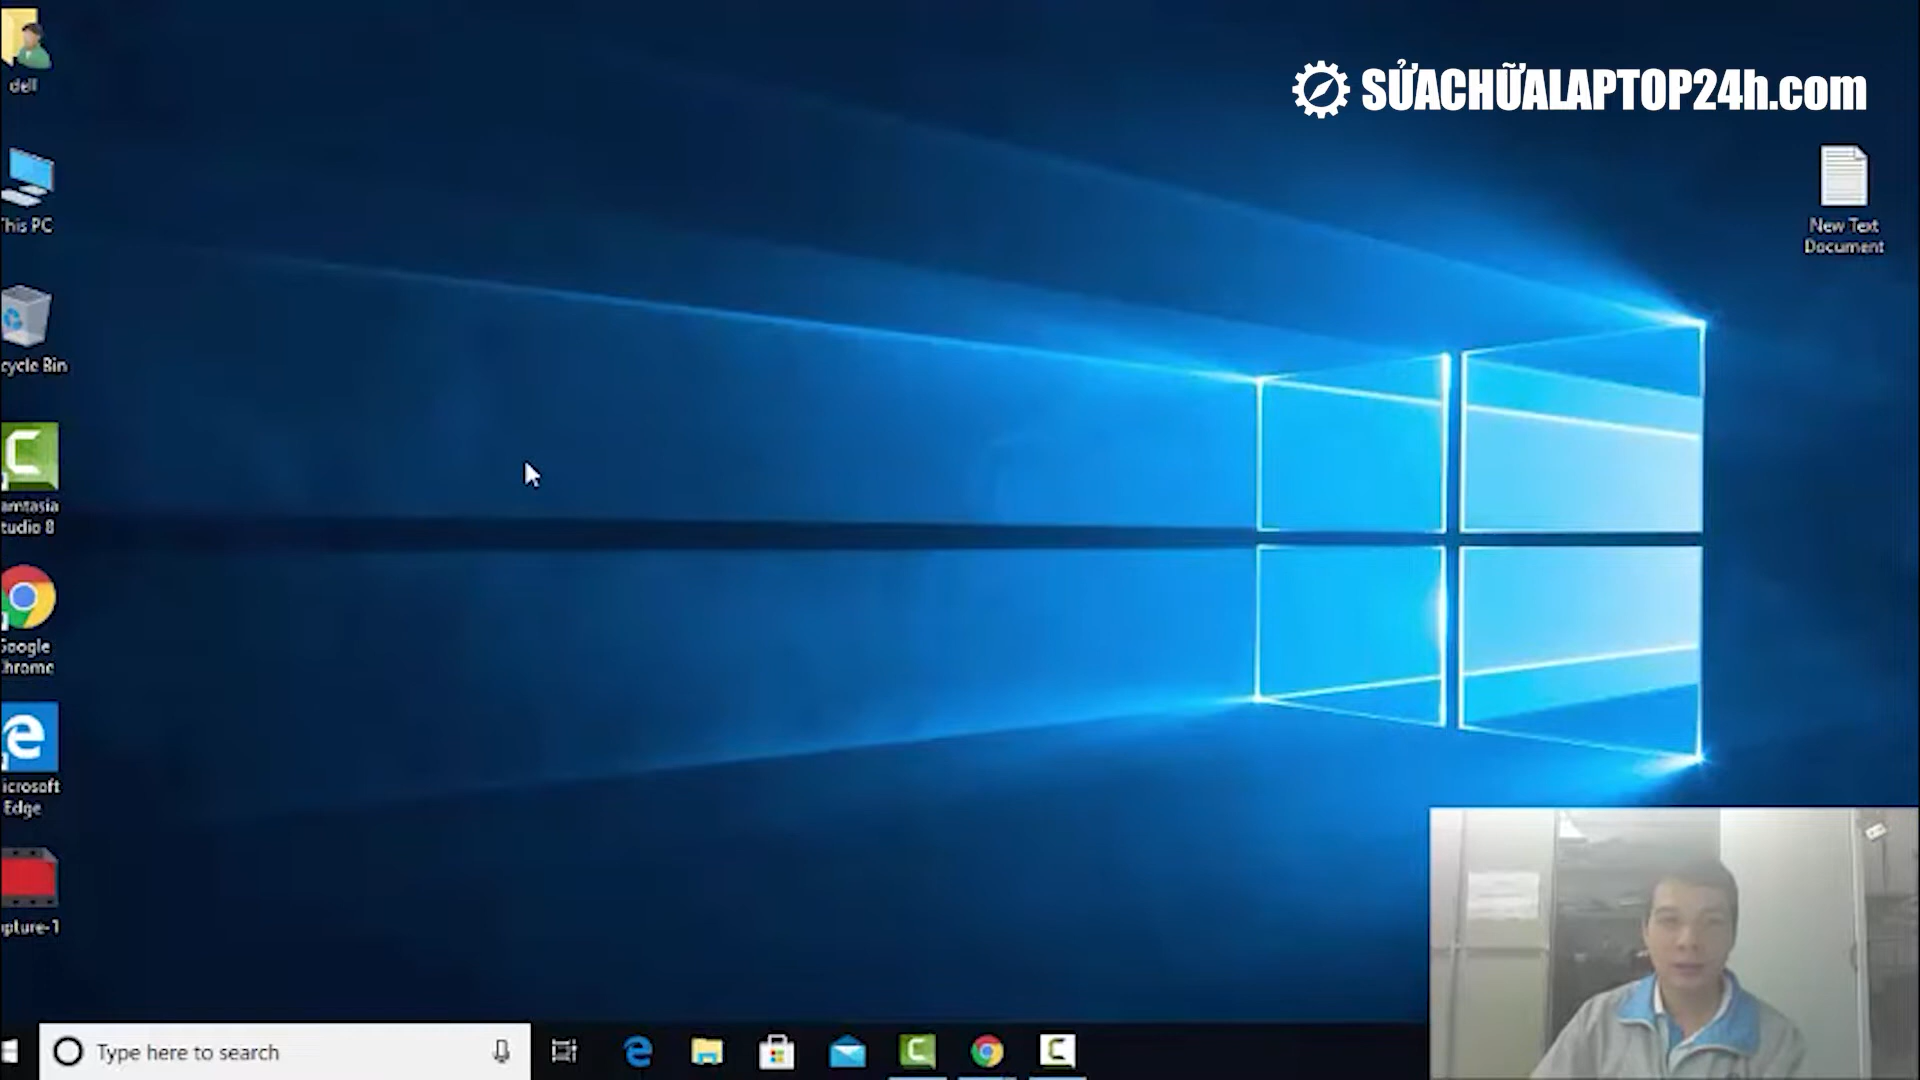 SỬACHỮALAPTOP24h.com
dell
This PC
cycle Bin
New Text
Document
amtasia
tudio 8
Google
Chrome
icrosoft
Edge
pture-1
Type here to search